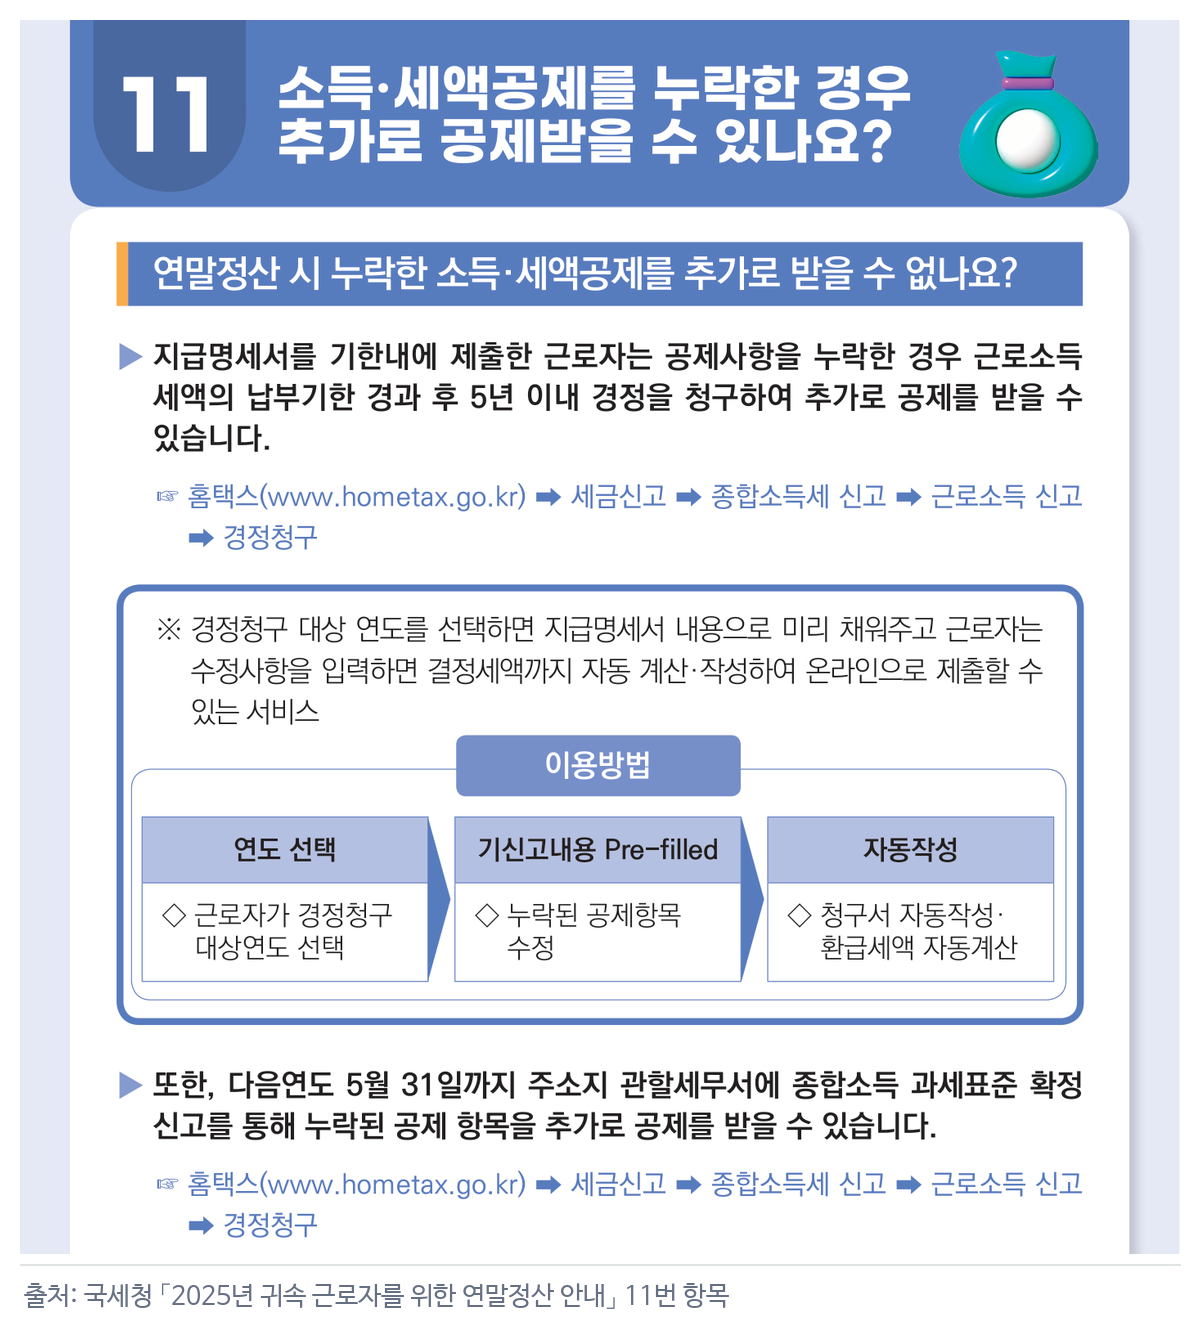 11
소득·세액공제를 누락한 경우
추가로 공제받을 수 있나요?
연말정산 시 누락한 소득·세액공제를 추가로 받을 수 없나요?
▶ 지급명세서를 기한내에 제출한 근로자는 공제사항을 누락한 경우 근로소득
세액의 납부기한 경과 후 5년 이내 경정을 청구하여 추가로 공제를 받을 수
있습니다.
☞ 홈택스(www.hometax.go.kr) ➡ 세금신고 ➡ 종합소득세 신고 ➡ 근로소득 신고
➡ 경정청구
※ 경정청구 대상 연도를 선택하면 지급명세서 내용으로 미리 채워주고 근로자는
수정사항을 입력하면 결정세액까지 자동 계산·작성하여 온라인으로 제출할 수
있는 서비스
이용방법
연도 선택
◇ 근로자가 경정청구
대상연도 선택
기신고내용 Pre-filled
◇ 누락된 공제항목
수정
자동작성
◇ 청구서 자동작성·
환급세액 자동계산
▶ 또한, 다음연도 5월 31일까지 주소지 관할세무서에 종합소득 과세표준 확정
신고를 통해 누락된 공제 항목을 추가로 공제를 받을 수 있습니다.
☞ 홈택스(www.hometax.go.kr) ➡ 세금신고 ➡ 종합소득세 신고 ➡ 근로소득 신고
➡ 경정청구
출처: 국세청 「2025년 귀속 근로자를 위한 연말정산 안내」 11번 항목